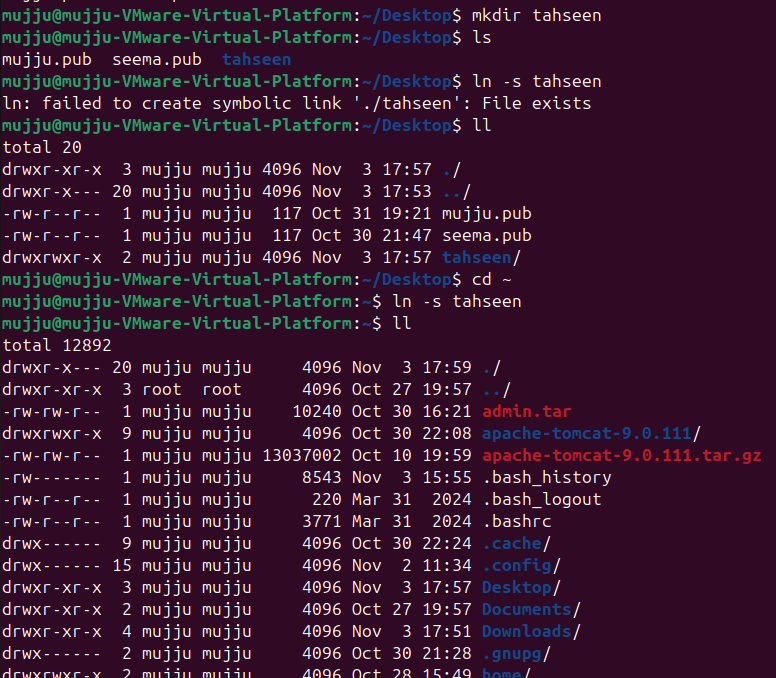 mujju@mujju-VMware-Virtual-Platform:~/Desktop$ mkdir tahseen
mujju@mujju-VMware-Virtual-Platform:~/Desktop$ ls
mujju.pub  seema.pub  tahseen
mujju@mujju-VMware-Virtual-Platform:~/Desktop$ ln -s tahseen
ln: failed to create symbolic link './tahseen': File exists
mujju@mujju-VMware-Virtual-Platform:~/Desktop$ ll
total 20
drwxr-xr-x  3 mujju mujju 4096 Nov  3 17:57 ./
drwxr-x--- 20 mujju mujju 4096 Nov  3 17:53 ../
-rw-r--r--  1 mujju mujju  117 Oct 31 19:21 mujju.pub
-rw-r--r--  1 mujju mujju  117 Oct 30 21:47 seema.pub
drwxrwxr-x  2 mujju mujju 4096 Nov  3 17:57 tahseen/
mujju@mujju-VMware-Virtual-Platform:~/Desktop$ cd ~
mujju@mujju-VMware-Virtual-Platform:~$ ln -s tahseen
mujju@mujju-VMware-Virtual-Platform:~$ ll
total 12892
drwxr-x--- 20 mujju mujju     4096 Nov  3 17:59 ./
drwxr-xr-x  3 root  root      4096 Oct 27 19:57 ../
-rw-rw-r--  1 mujju mujju    10240 Oct 30 16:21 admin.tar
drwxrwxr-x  9 mujju mujju     4096 Oct 30 22:08 apache-tomcat-9.0.111/
-rw-rw-r--  1 mujju mujju 13037002 Oct 10 19:59 apache-tomcat-9.0.111.tar.gz
-rw-------  1 mujju mujju     8543 Nov  3 15:55 .bash_history
-rw-r--r--  1 mujju mujju      220 Mar 31  2024 .bash_logout
-rw-r--r--  1 mujju mujju     3771 Mar 31  2024 .bashrc
drwx------  9 mujju mujju     4096 Oct 30 22:24 .cache/
drwx------ 15 mujju mujju     4096 Nov  2 11:34 .config/
drwxr-xr-x  3 mujju mujju     4096 Nov  3 17:57 Desktop/
drwxr-xr-x  2 mujju mujju     4096 Oct 27 19:57 Documents/
drwxr-xr-x  4 mujju mujju     4096 Nov  3 17:51 Downloads/
drwx------  2 mujju mujju     4096 Oct 30 21:28 .gnupg/
drwxrwxr-x  2 mujju mujju     4096 Oct 28 15:49 home/